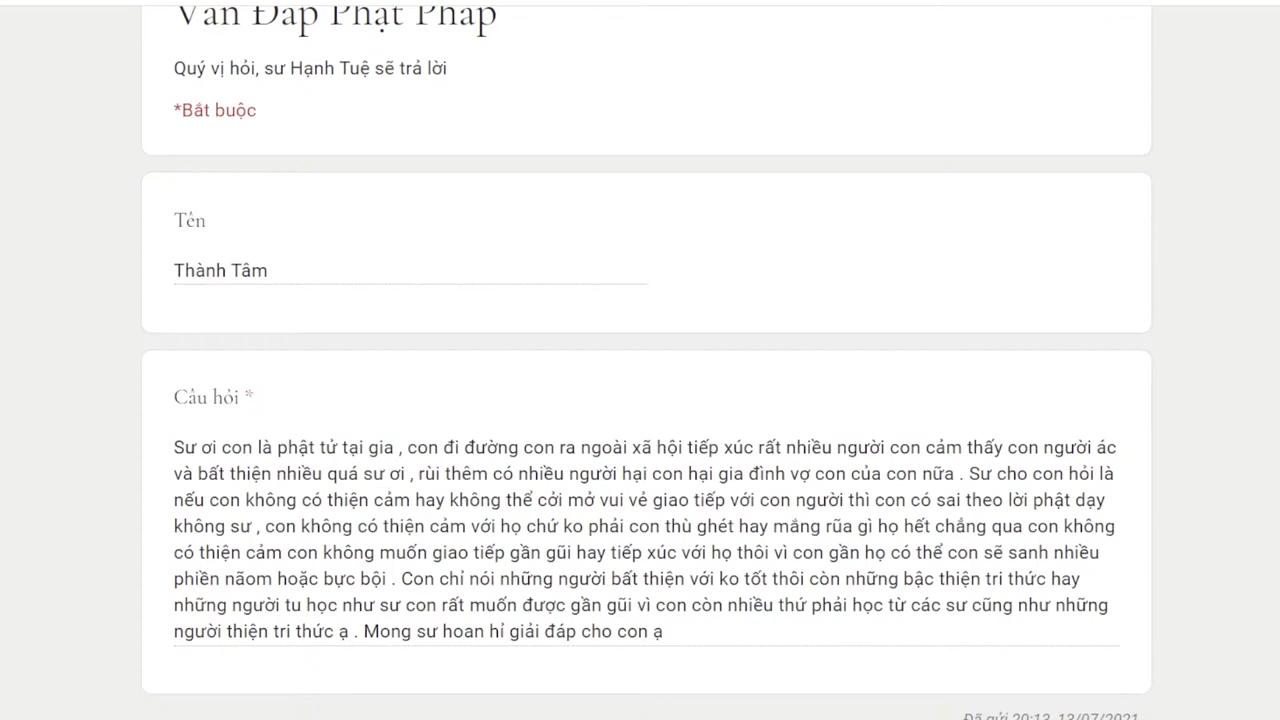 Vấn Đáp Phật Pháp
Quý vị hỏi, sư Hạnh Tuệ sẽ trả lời
*Bắt buộc
Tên
Thành Tâm
Câu hỏi *
Sư ơi con là phật tử tại gia , con đi đường con ra ngoài xã hội tiếp xúc rất nhiều người con cảm thấy con người ác
và bất thiện nhiều quá sư ơi , rùi thêm có nhiều người hại con hại gia đình vợ con của con nữa . Sư cho con hỏi là
nếu con không có thiện cảm hay không thể cởi mở vui vẻ giao tiếp với con người thì con có sai theo lời phật dạy
không sư , con không có thiện cảm với họ chứ ko phải con thù ghét hay mắng rũa gì họ hết chẳng qua con không
có thiện cảm con không muốn giao tiếp gần gũi hay tiếp xúc với họ thôi vì con gần họ có thể con sẽ sanh nhiều
phiền nãom hoặc bực bội . Con chỉ nói những người bất thiện với ko tốt thôi còn những bậc thiện tri thức hay
những người tu học như sư con rất muốn được gần gũi vì con còn nhiều thứ phải học từ các sư cũng như những
người thiện tri thức ạ . Mong sư hoan hỉ giải đáp cho con ạ
Đã gửi 20:13, 13/07/2021